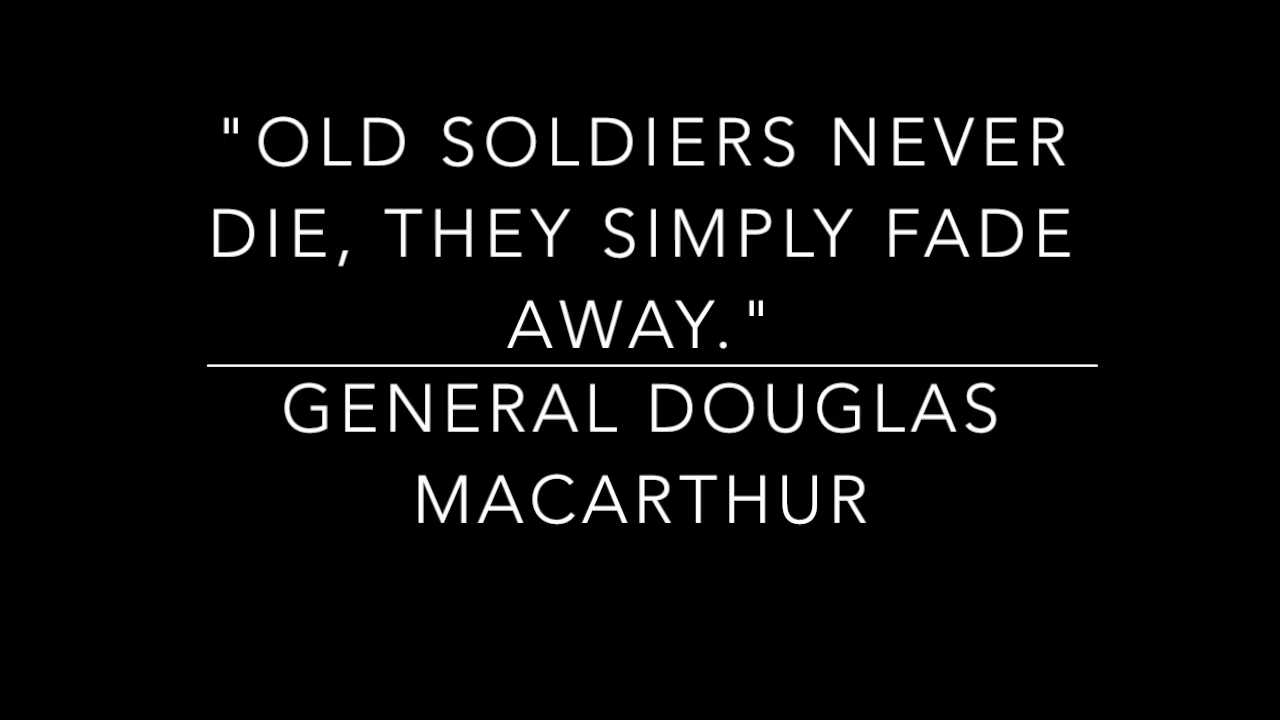 "OLD SOLDIERS NEVER
DIE, THEY SIMPLY FADE
AWAY."
GENERAL DOUGLAS
MACARTHUR